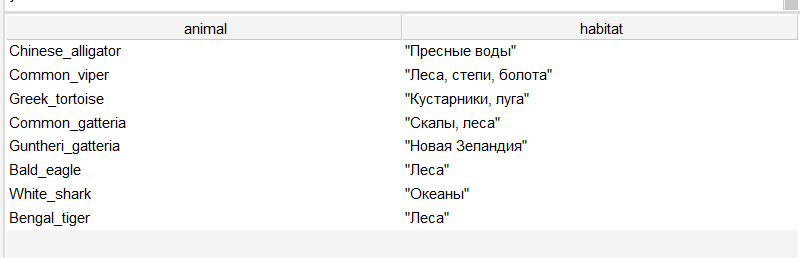 animal habitat
Chinese_alligator "Пресные воды"
Common_viper "Леса, степи, болота"
Greek_tortoise "Кустарники, луга"
Common_gatteria "Скалы, леса"
Guntheri_gatteria "Новая Зеландия"
Bald_eagle "Леса"
White_shark "Океаны"
Bengal_tiger "Леса"